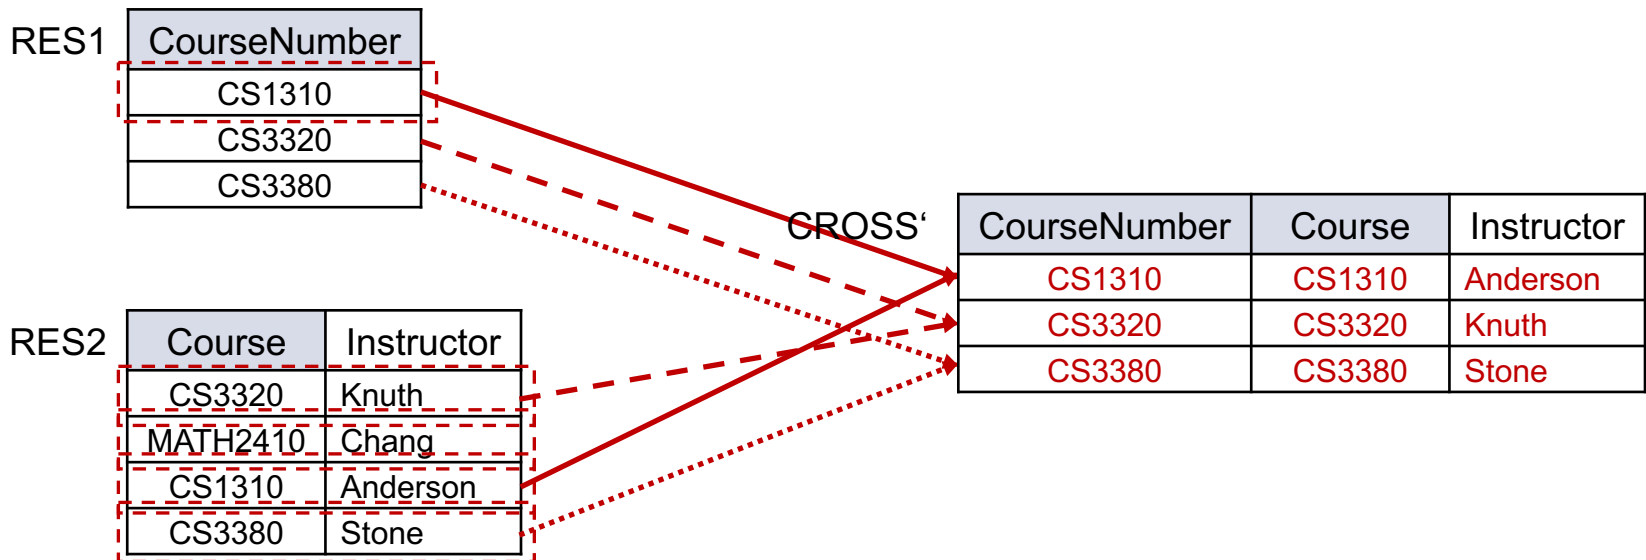 RES1
CourseNumber
CS1310
CS3320
CS3380
RES2
Course Instructor
CS3320 Knuth
MATH2410 Chang
CS1310 Anderson
CS3380 Stone
CROSS‘
CourseNumber Course Instructor
CS1310 CS1310 Anderson
CS3320 CS3320 Knuth
CS3380 CS3380 Stone